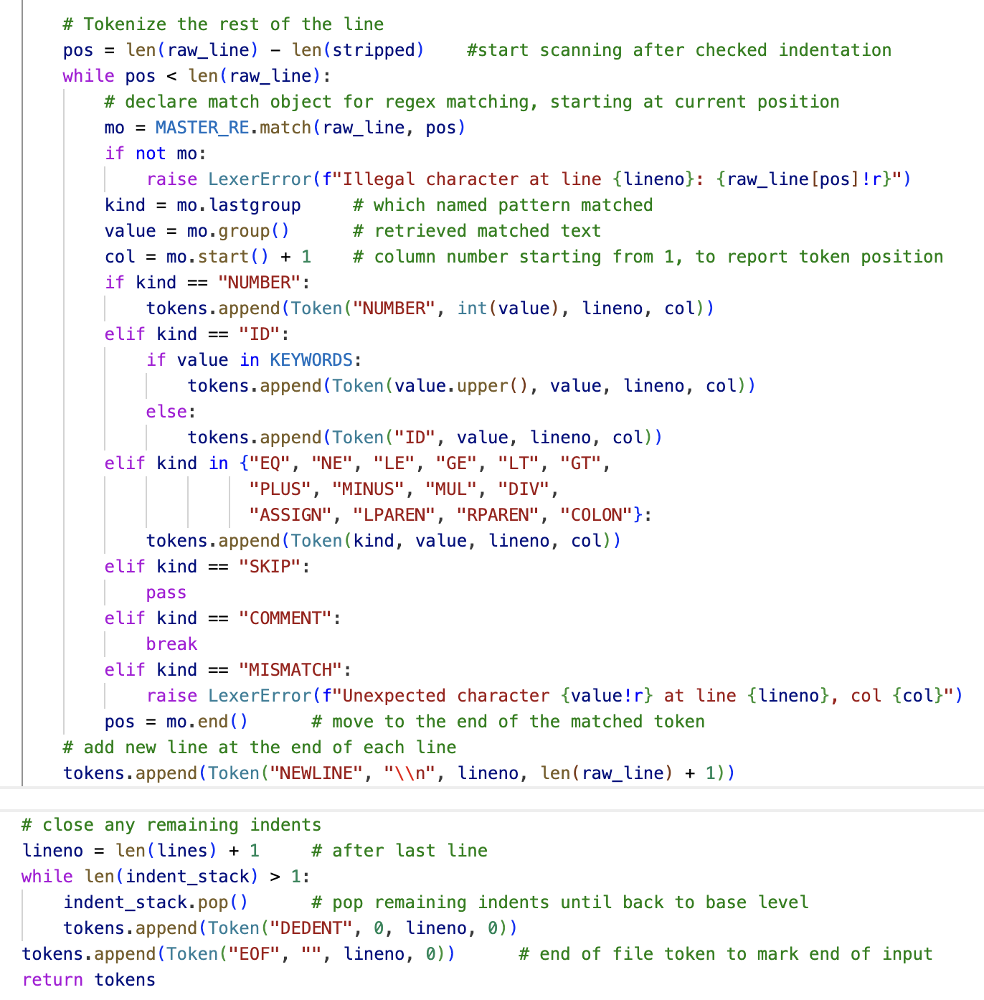 # Tokenize the rest of the line
pos = len(raw_line) - len(stripped)    #start scanning after checked indentation
while pos < len(raw_line):
    # declare match object for regex matching, starting at current position
    mo = MASTER_RE.match(raw_line, pos)
    if not mo:
        raise LexerError(f"Illegal character at line {lineno}: {raw_line[pos]!r}")
    kind = mo.lastgroup     # which named pattern matched
    value = mo.group()      # retrieved matched text
    col = mo.start() + 1    # column number starting from 1, to report token position
    if kind == "NUMBER":
        tokens.append(Token("NUMBER", int(value), lineno, col))
    elif kind == "ID":
        if value in KEYWORDS:
            tokens.append(Token(value.upper(), value, lineno, col))
        else:
            tokens.append(Token("ID", value, lineno, col))
    elif kind in {"EQ", "NE", "LE", "GE", "LT", "GT",
                  "PLUS", "MINUS", "MUL", "DIV",
                  "ASSIGN", "LPAREN", "RPAREN", "COLON"}:
        tokens.append(Token(kind, value, lineno, col))
    elif kind == "SKIP":
        pass
    elif kind == "COMMENT":
        break
    elif kind == "MISMATCH":
        raise LexerError(f"Unexpected character {value!r} at line {lineno}, col {col}")
    pos = mo.end()      # move to the end of the matched token
# add new line at the end of each line
tokens.append(Token("NEWLINE", "\\n", lineno, len(raw_line) + 1))
# close any remaining indents
lineno = len(lines) + 1     # after last line
while len(indent_stack) > 1:
    indent_stack.pop()      # pop remaining indents until back to base level
    tokens.append(Token("DEDENT", 0, lineno, 0))
tokens.append(Token("EOF", "", lineno, 0))      # end of file token to mark end of input
return tokens